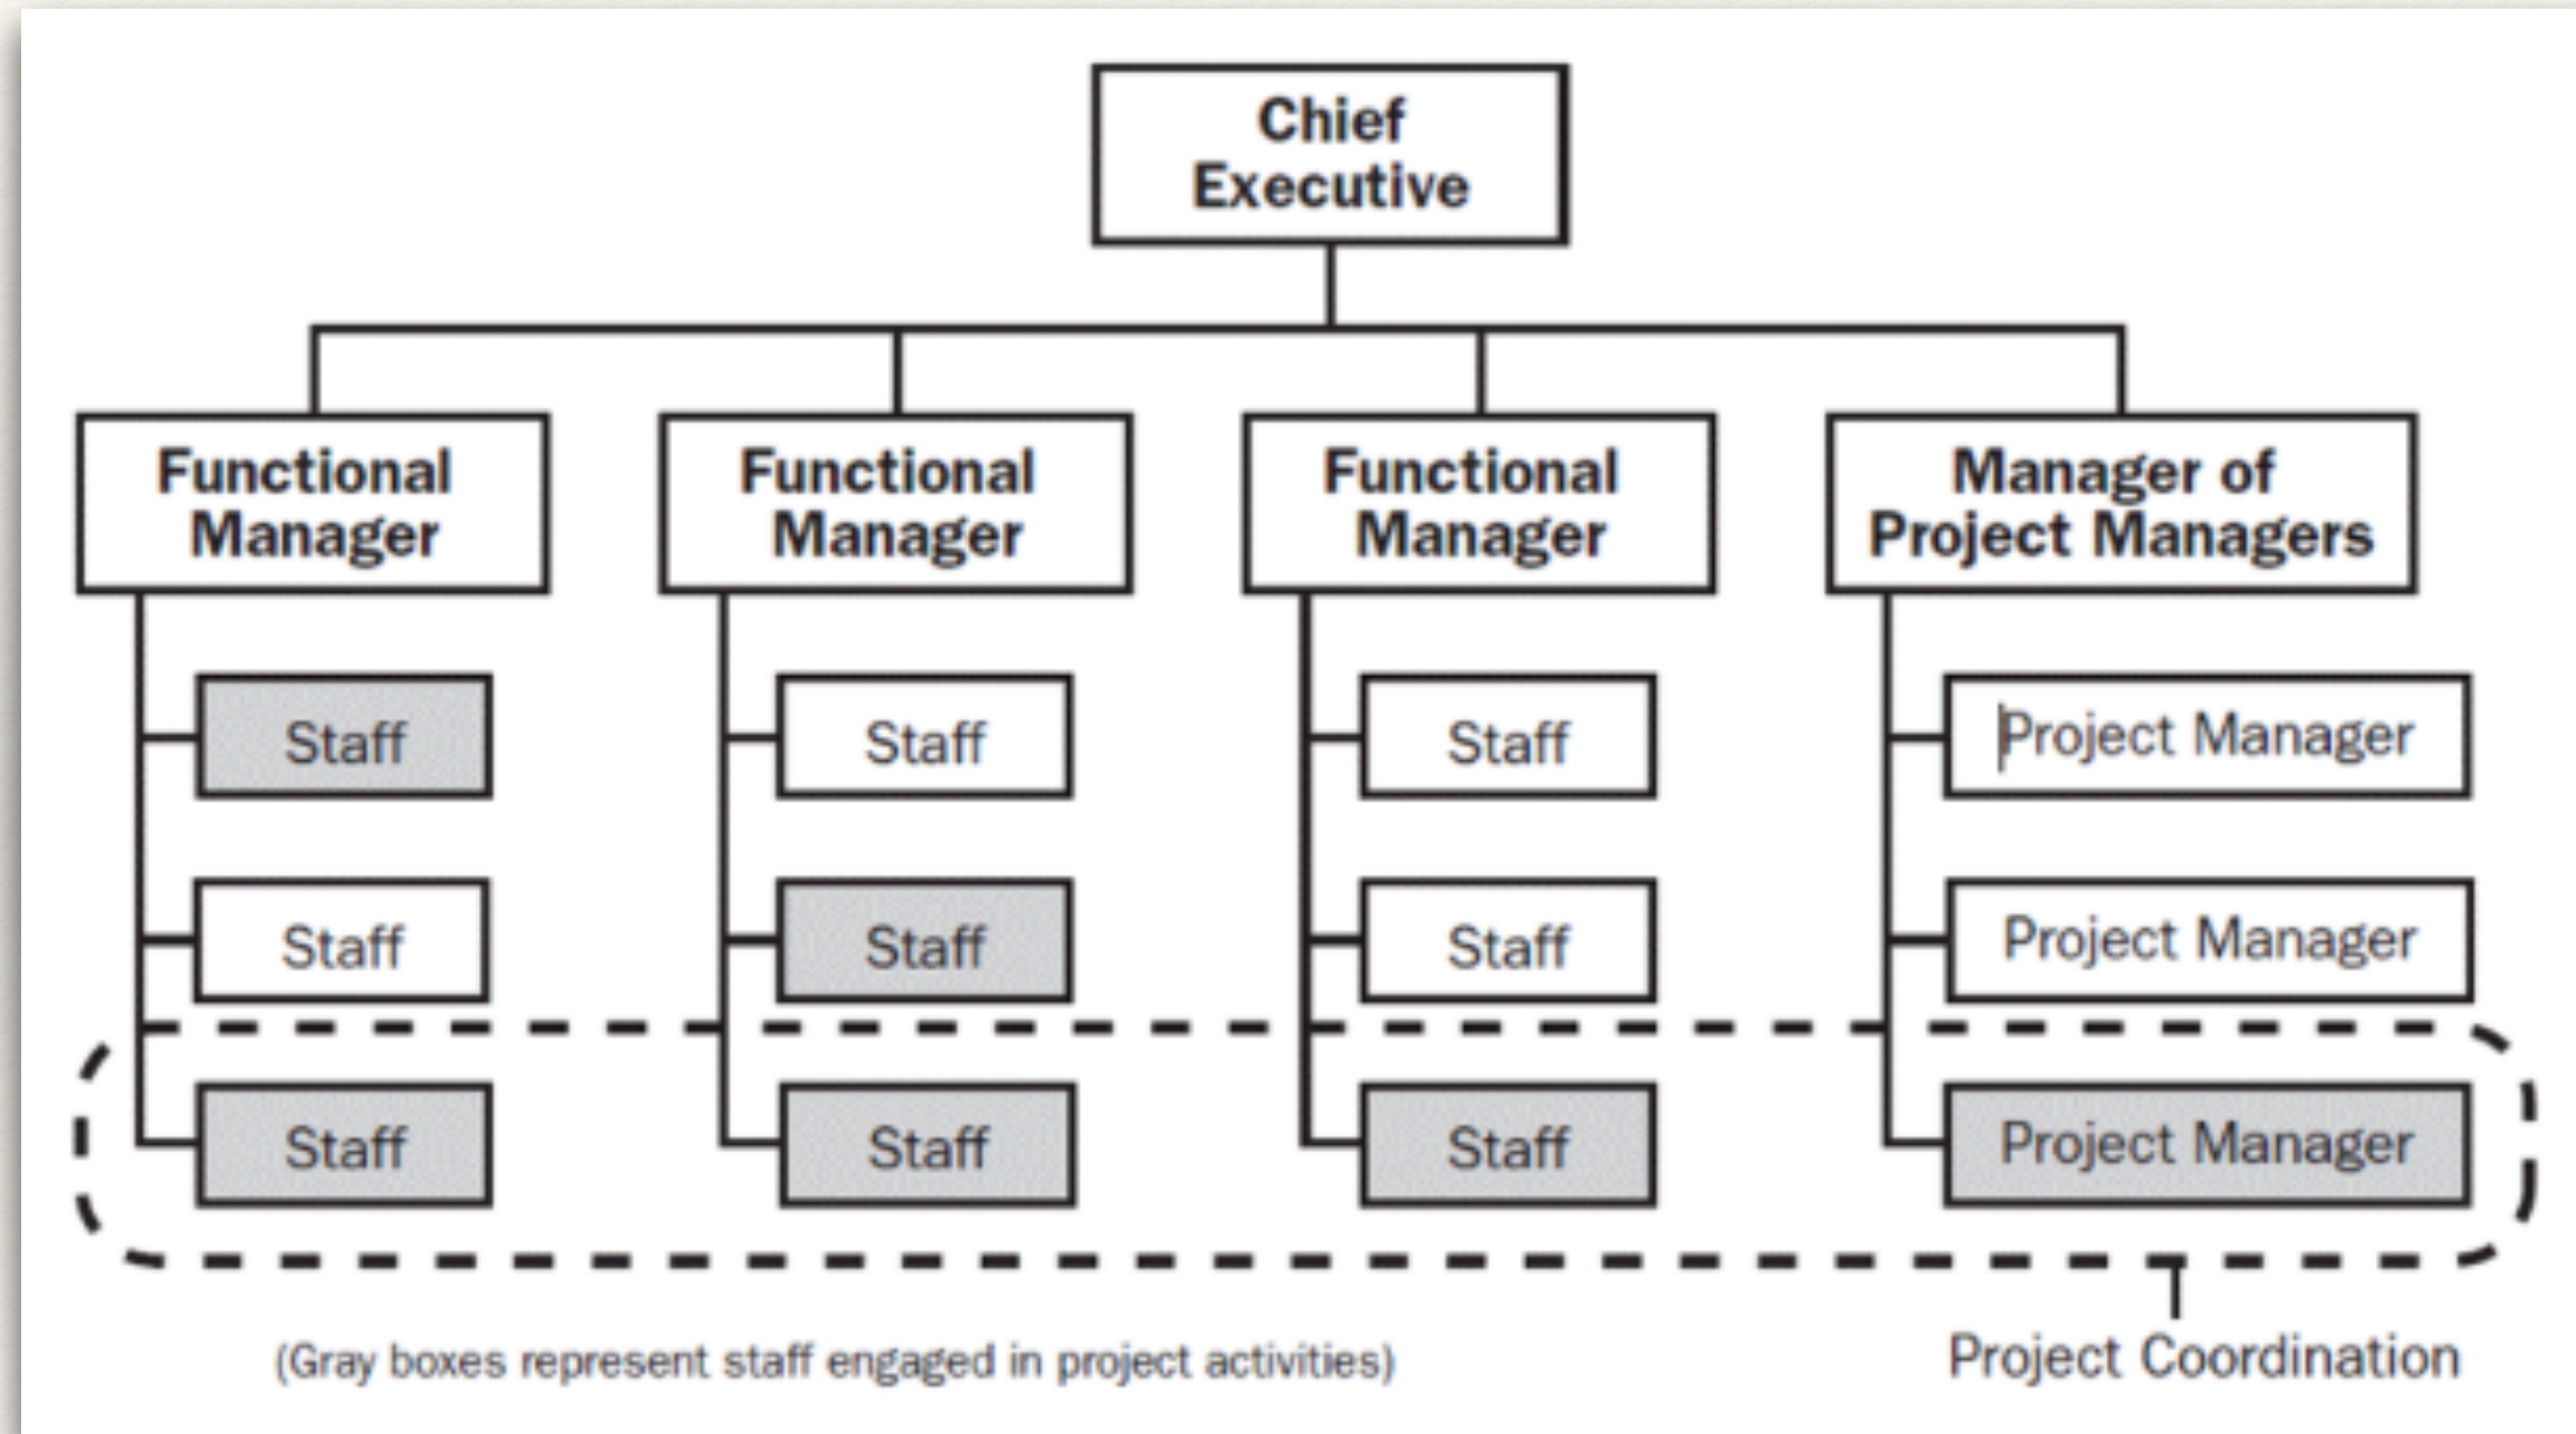 Chief
Executive
Functional
Manager
Functional
Manager
Functional
Manager
Manager of
Project Managers
Staff
Staff
Staff
Project Manager
Staff
Staff
Staff
Project Manager
Staff
Staff
Staff
Project Manager
(Gray boxes represent staff engaged in project activities)
Project Coordination